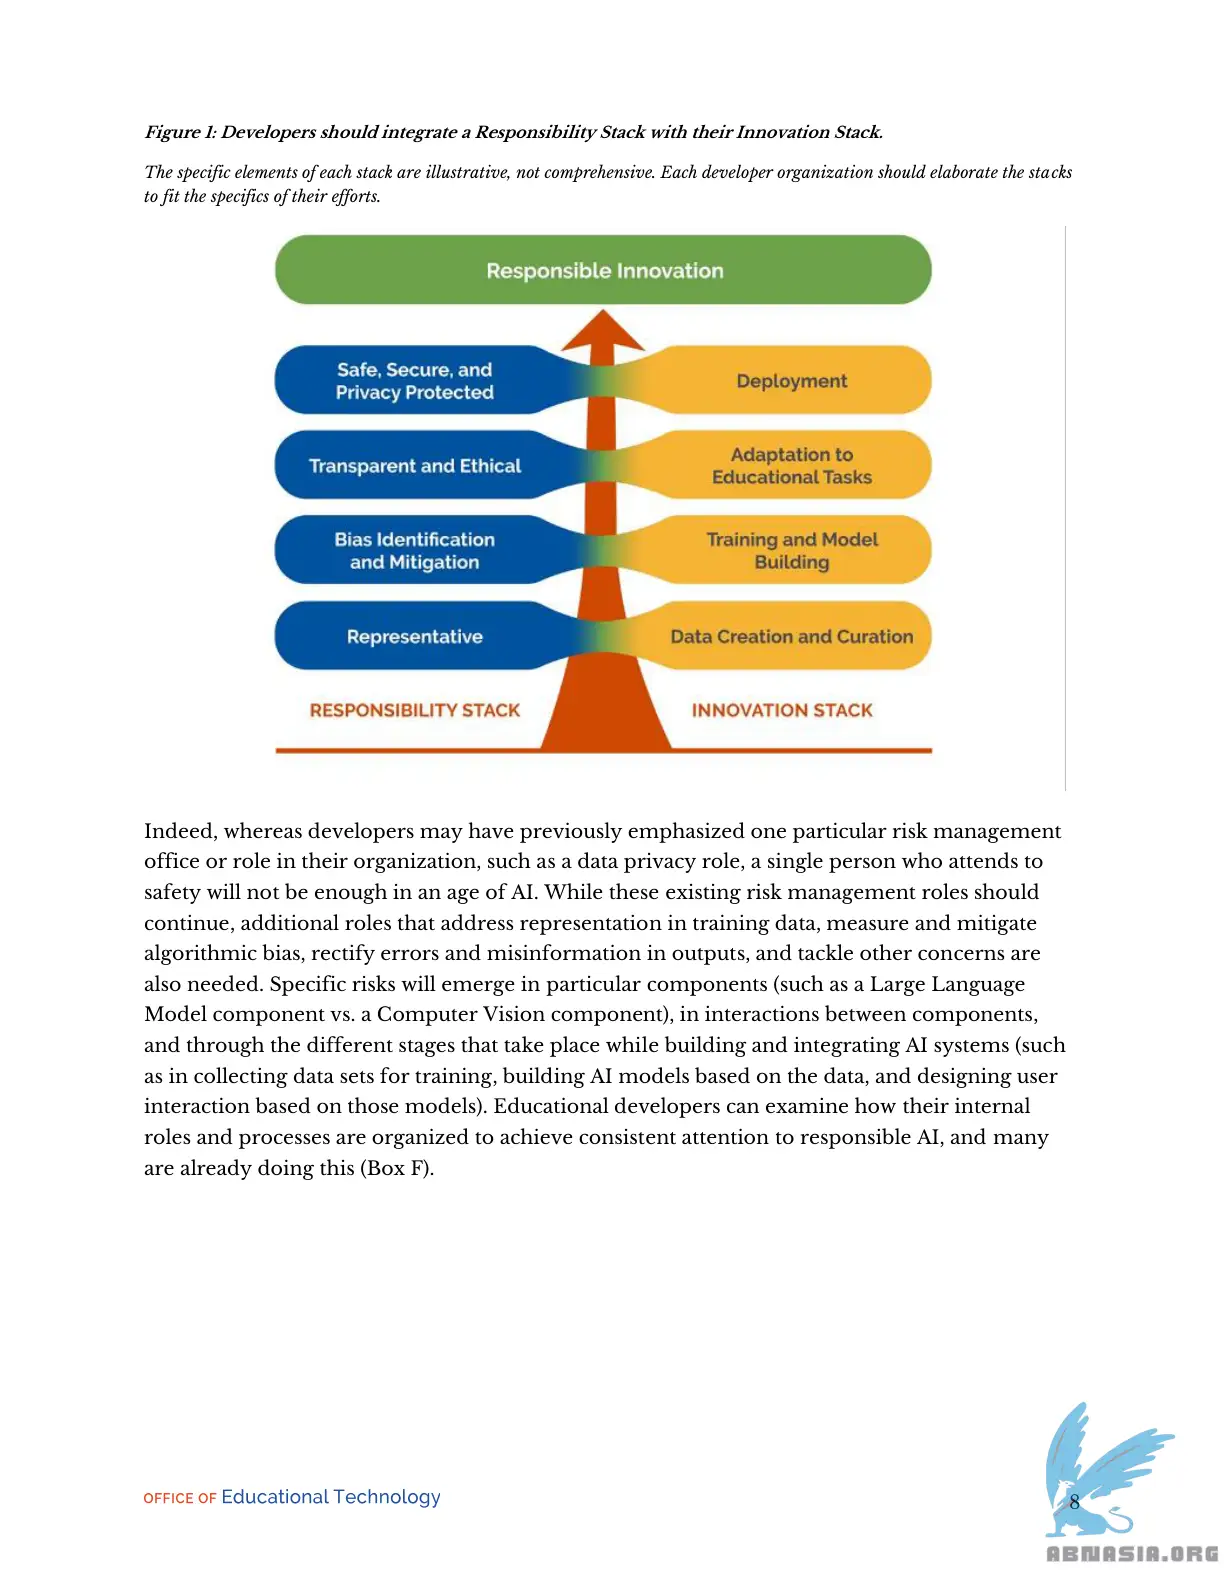 Figure 1: Developers should integrate a Responsibility Stack with their Innovation Stack.
The specific elements of each stack are illustrative, not comprehensive. Each developer organization should elaborate the stacks
to fit the specifics of their efforts.
Responsible Innovation
Safe, Secure, and
Privacy Protected
Deployment
Transparent and Ethical
Adaptation to
Educational Tasks
Bias Identification
and Mitigation
Training and Model
Building
Representative
Data Creation and Curation
RESPONSIBILITY STACK
INNOVATION STACK
Indeed, whereas developers may have previously emphasized one particular risk management
office or role in their organization, such as a data privacy role, a single person who attends to
safety will not be enough in an age of AI. While these existing risk management roles should
continue, additional roles that address representation in training data, measure and mitigate
algorithmic bias, rectify errors and misinformation in outputs, and tackle other concerns are
also needed. Specific risks will emerge in particular components (such as a Large Language
Model component vs. a Computer Vision component), in interactions between components,
and through the different stages that take place while building and integrating AI systems (such
as in collecting data sets for training, building AI models based on the data, and designing user
interaction based on those models). Educational developers can examine how their internal
roles and processes are organized to achieve consistent attention to responsible AI, and many
are already doing this (Box F).
OFFICE OF Educational Technology
8
ABNASIA.ORG